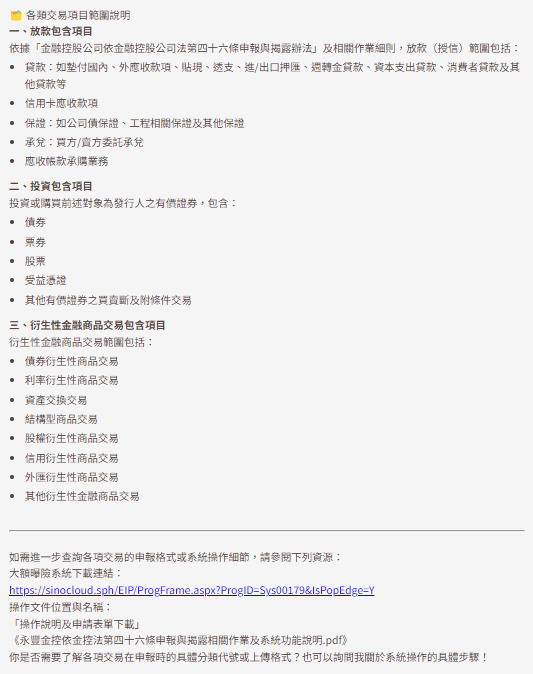 🗂️ 各類交易項目範圍說明
一、放款包含項目
依據「金融控股公司依金融控股公司法第四十六條申報與揭露辦法」及相關作業細則，放款（授信）範圍包括：
• 貸款：如墊付國內、外應收款項、貼現、透支、進/出口押匯、週轉金貸款、資本支出貸款、消費者貸款及其
他貸款等
• 信用卡應收款項
• 保證：如公司債保證、工程相關保證及其他保證
• 承兌：買方/賣方委託承兌
• 應收帳款承購業務
二、投資包含項目
投資或購買前述對象為發行人之有價證券，包含：
• 債券
• 票券
• 股票
• 受益憑證
• 其他有價證券之買賣斷及附條件交易
三、衍生性金融商品交易包含項目
衍生性金融商品交易範圍包括：
• 債券衍生性商品交易
• 利率衍生性商品交易
• 資產交換交易
• 結構型商品交易
• 股權衍生性商品交易
• 信用衍生性商品交易
• 外匯衍生性商品交易
• 其他衍生性金融商品交易
如需進一步查詢各項交易的申報格式或系統操作細節，請參閱下列資源：
大額曝險系統下載連結：
https://sinocloud.sph/EIP/ProgFrame.aspx?ProgID=Sys00179&IsPopEdge=Y
操作文件位置與名稱：
「操作說明及申請表單下載」
《永豐金控依金控法第四十六條申報與揭露相關作業及系統功能說明.pdf》
你是否需要了解各項交易在申報時的具體分類代號或上傳格式？也可以詢問我關於系統操作的具體步驟！